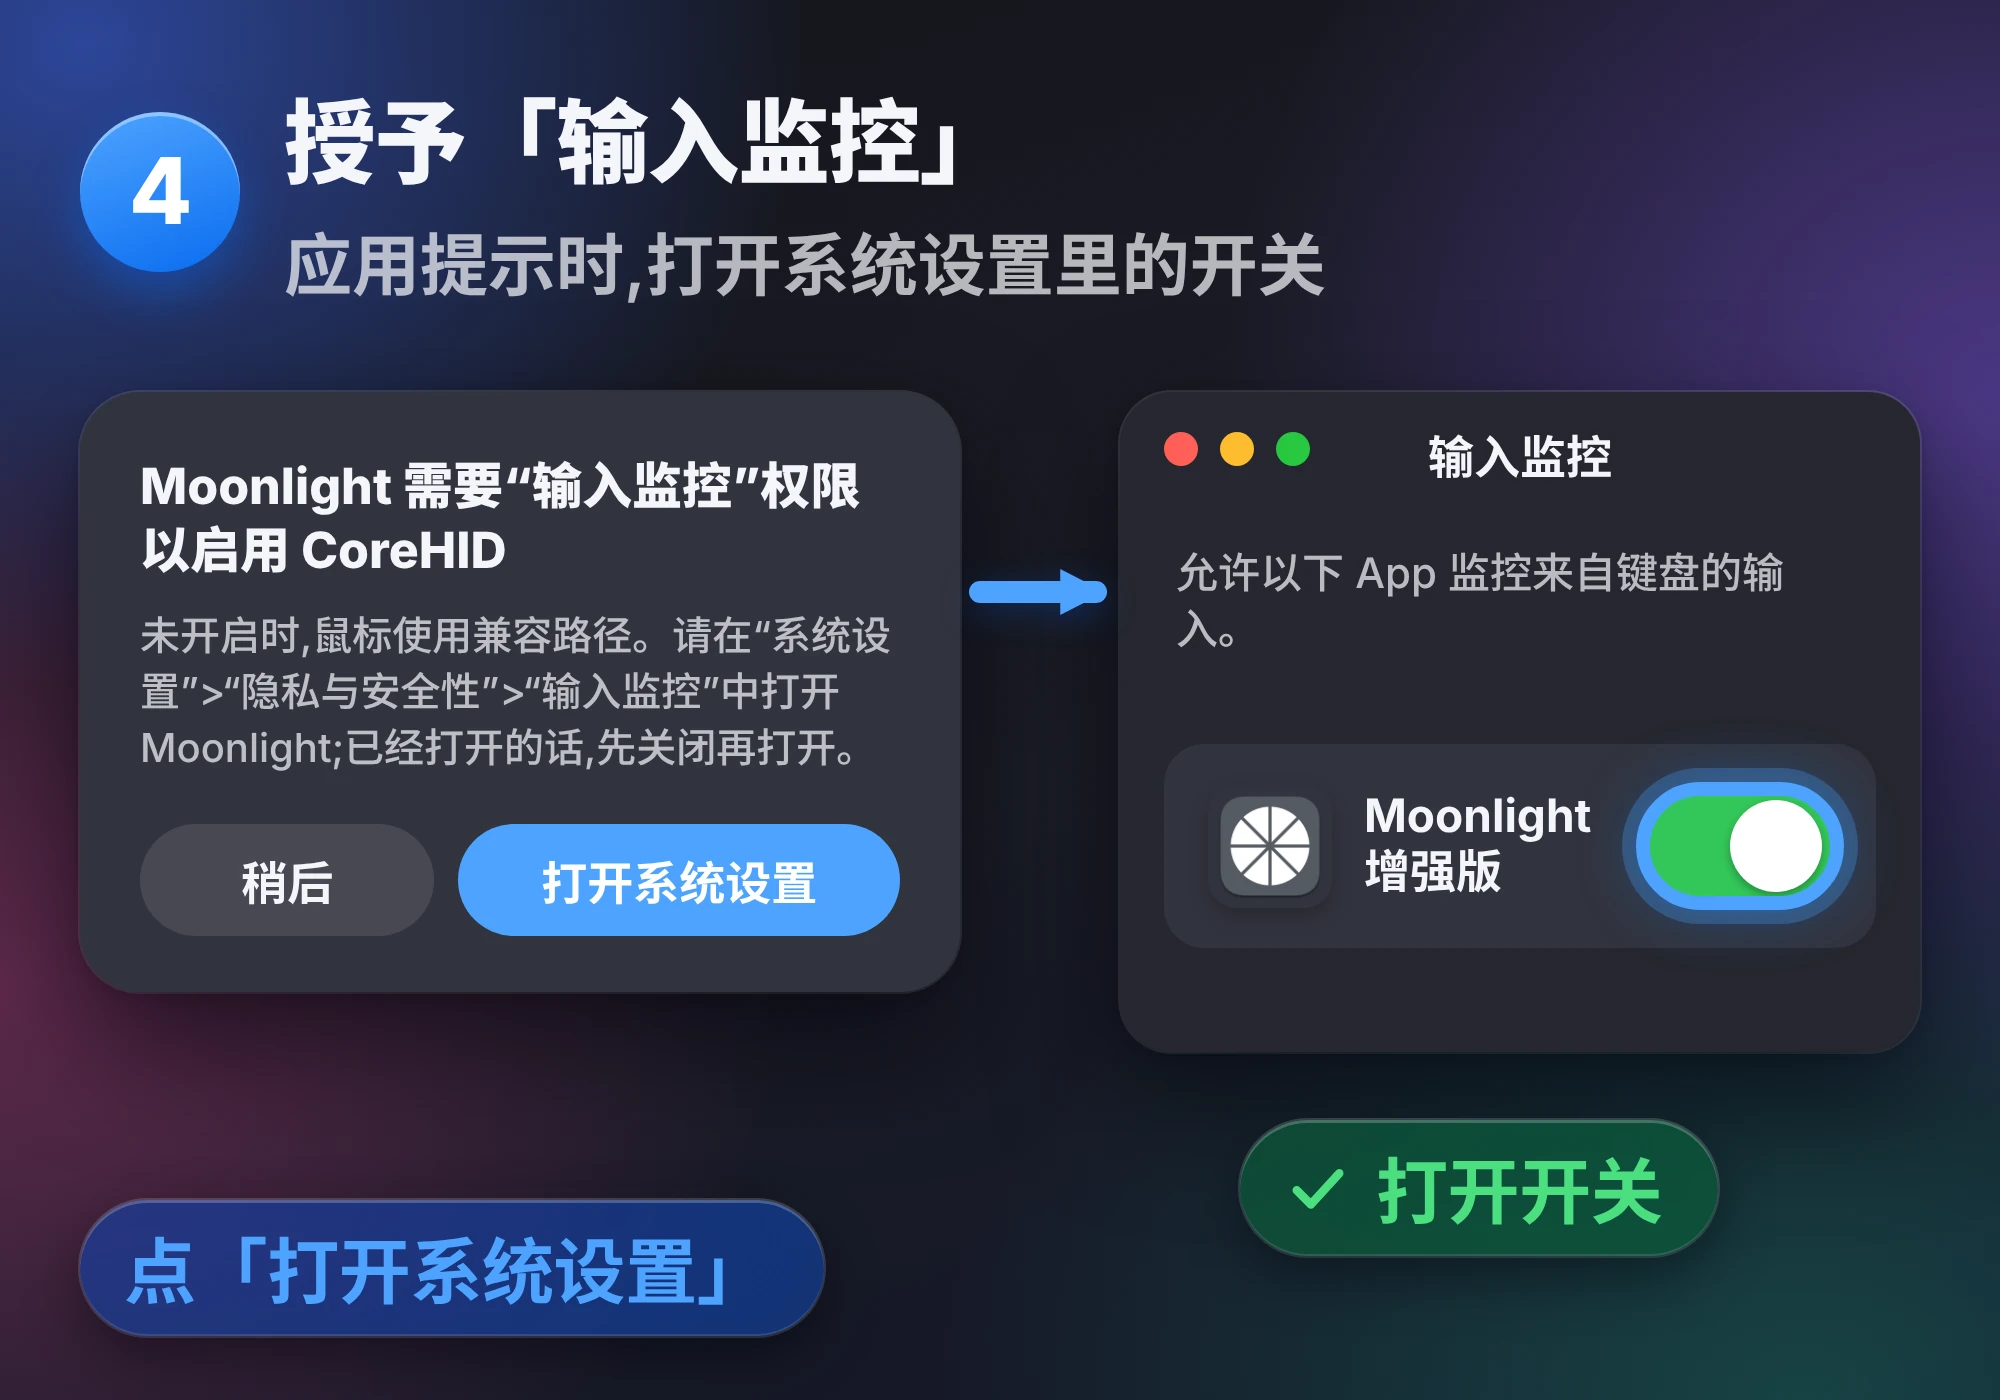 4
授予「输入监控」
应用提示时,打开系统设置里的开关
Moonlight 需要“输入监控”权限
以启用 CoreHID
未开启时,鼠标使用兼容路径。请在“系统设
置”>“隐私与安全性”>“输入监控”中打开
Moonlight;已经打开的话,先关闭再打开。
稍后
打开系统设置
输入监控
允许以下 App 监控来自键盘的输
入。
Moonlight
增强版
打开开关
点「打开系统设置」